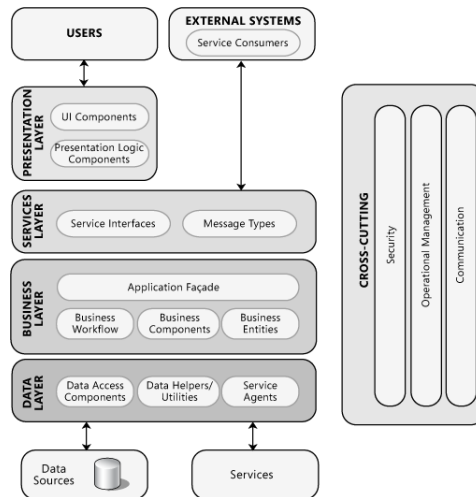 USERS
EXTERNAL SYSTEMS
Service Consumers
PRESENTATION
LAYER
UI Components
Presentation Logic
Components
SERVICES
LAYER
Service Interfaces
Message Types
BUSINESS
LAYER
Application Façade
Business
Workflow
Business
Components
Business
Entities
DATA
LAYER
Data Access
Components
Data Helpers/
Utilities
Service
Agents
Data
Sources
Services
CROSS-CUTTING
Security
Operational Management
Communication